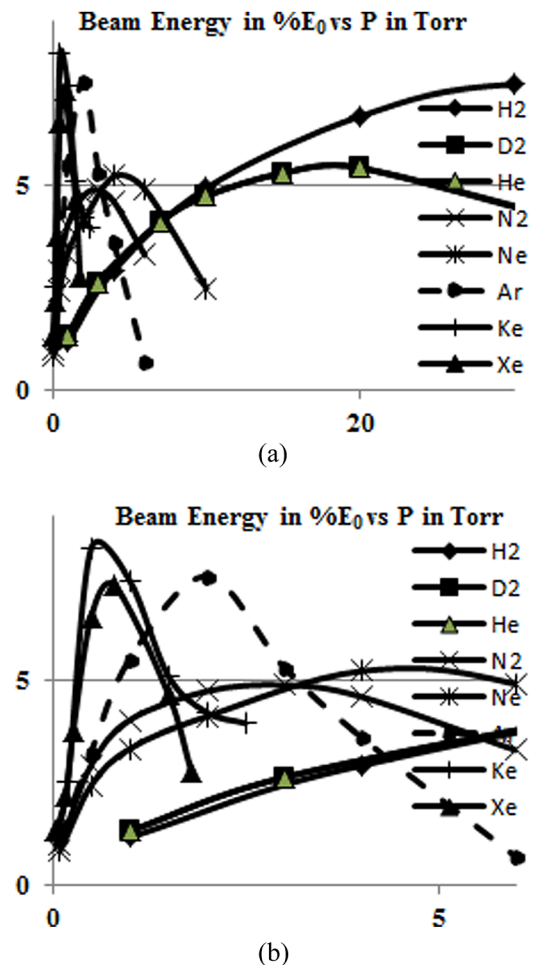 Beam Energy in %E₀ vs P in Torr
5
0
0
20
H2
D2
He
N2
Ne
Ar
Ke
Xe
(a)
Beam Energy in %E₀ vs P in Torr
5
0
0
5
H2
D2
He
N2
Ne
Ar
Ke
Xe
(b)